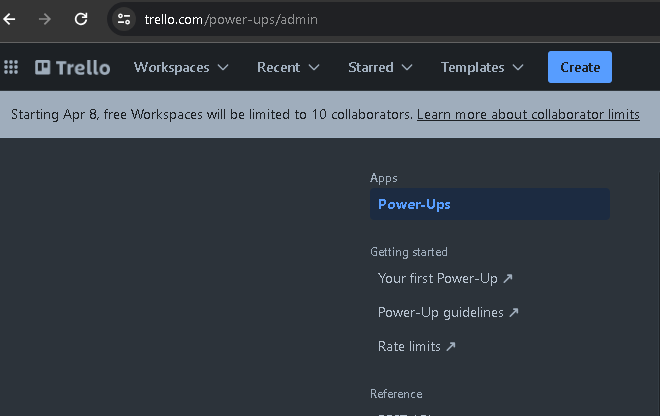 trello.com/power-ups/admin
Trello Workspaces Recent Starred Templates Create
Starting Apr 8, free Workspaces will be limited to 10 collaborators. Learn more about collaborator limits
Apps
Power-Ups
Getting started
Your first Power-Up ↗
Power-Up guidelines ↗
Rate limits ↗
Reference